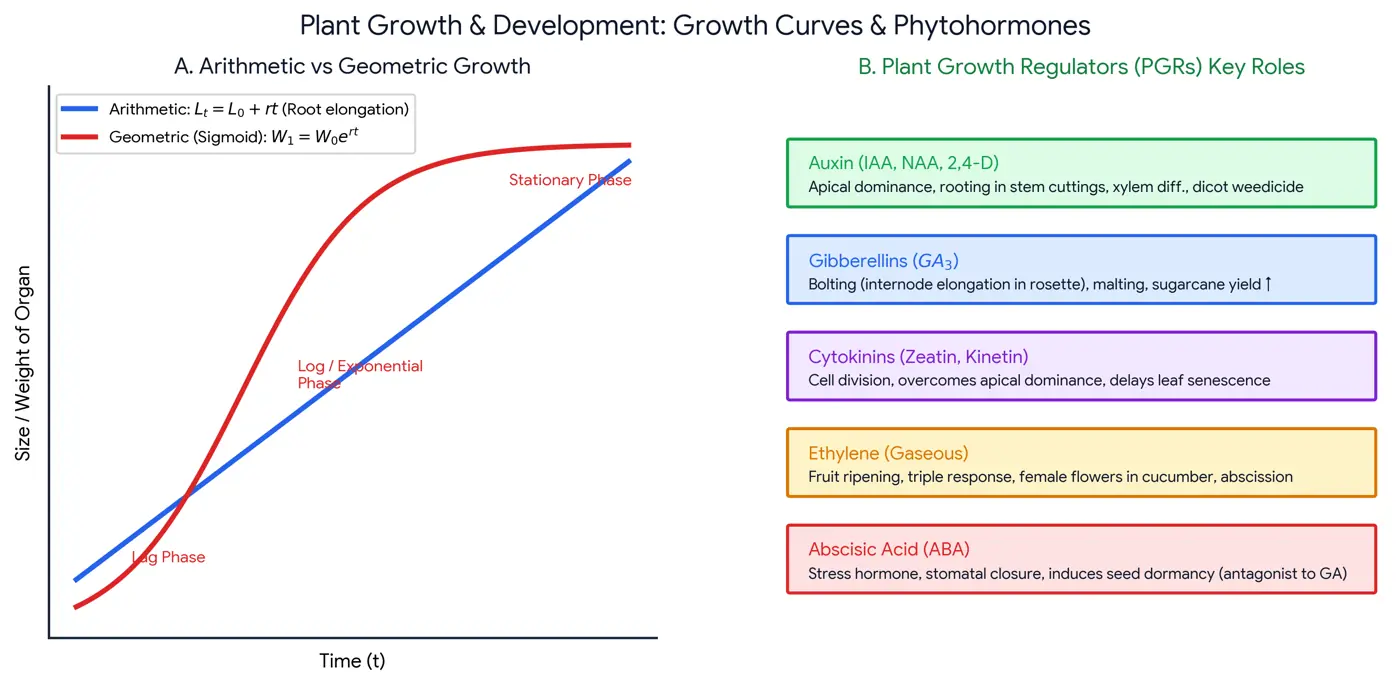 Plant Growth & Development: Growth Curves & Phytohormones
A. Arithmetic vs Geometric Growth
Arithmetic: Lₜ = L₀ + rt (Root elongation)
Geometric (Sigmoid): W₁ = W₀eʳᵗ
Stationary Phase
Log / Exponential
Phase
Lag Phase
Size / Weight of Organ
Time (t)
B. Plant Growth Regulators (PGRs) Key Roles
Auxin (IAA, NAA, 2,4-D)
Apical dominance, rooting in stem cuttings, xylem diff., dicot weedicide
Gibberellins (GA₃)
Bolting (internode elongation in rosette), malting, sugarcane yield ↑
Cytokinins (Zeatin, Kinetin)
Cell division, overcomes apical dominance, delays leaf senescence
Ethylene (Gaseous)
Fruit ripening, triple response, female flowers in cucumber, abscission
Abscisic Acid (ABA)
Stress hormone, stomatal closure, induces seed dormancy (antagonist to GA)